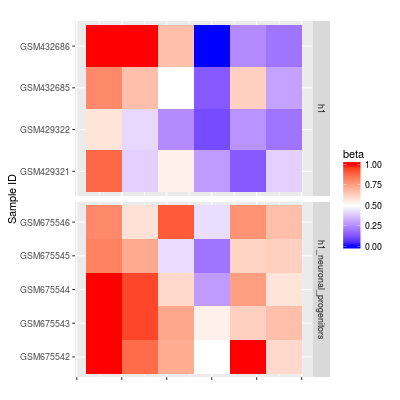 Sample ID
GSM432686
GSM432685
GSM429322
GSM429321
h1
GSM675546
GSM675545
GSM675544
GSM675543
GSM675542
h1_neuronal_progenitors
beta
1.00
0.75
0.50
0.25
0.00